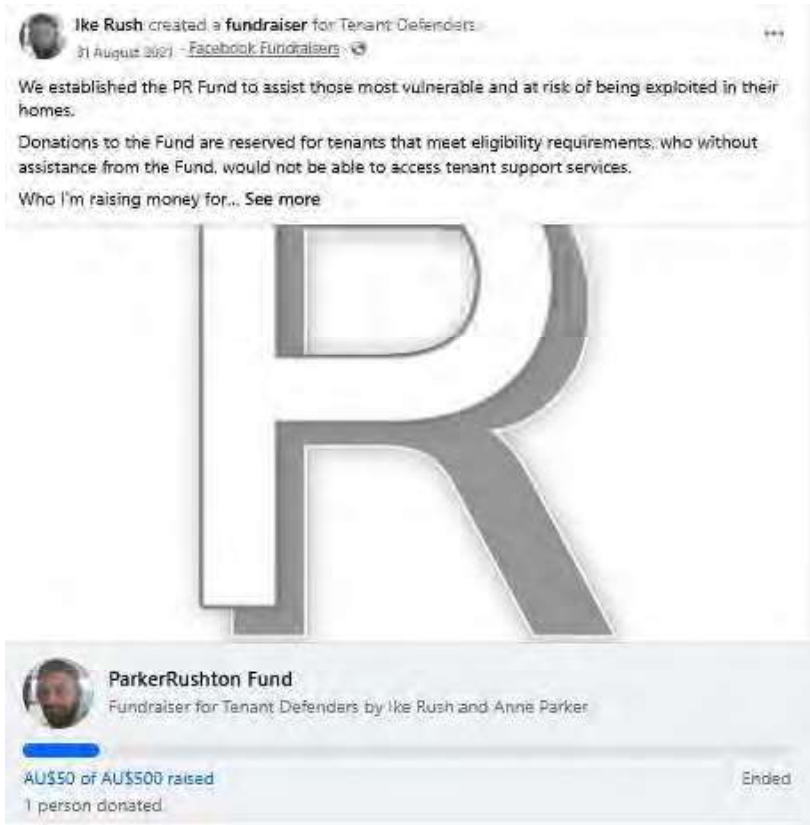 Ike Rush created a fundraiser for Tenant Defenders.
31 August 2021 · Facebook Fundraisers ·
We established the PR Fund to assist those most vulnerable and at risk of being exploited in their
homes.
Donations to the Fund are reserved for tenants that meet eligibility requirements, who without
assistance from the Fund, would not be able to access tenant support services.
Who I'm raising money for... See more
PR
ParkerRushton Fund
Fundraiser for Tenant Defenders by Ike Rush and Anne Parker
AU$50 of AU$500 raised
Ended
1 person donated